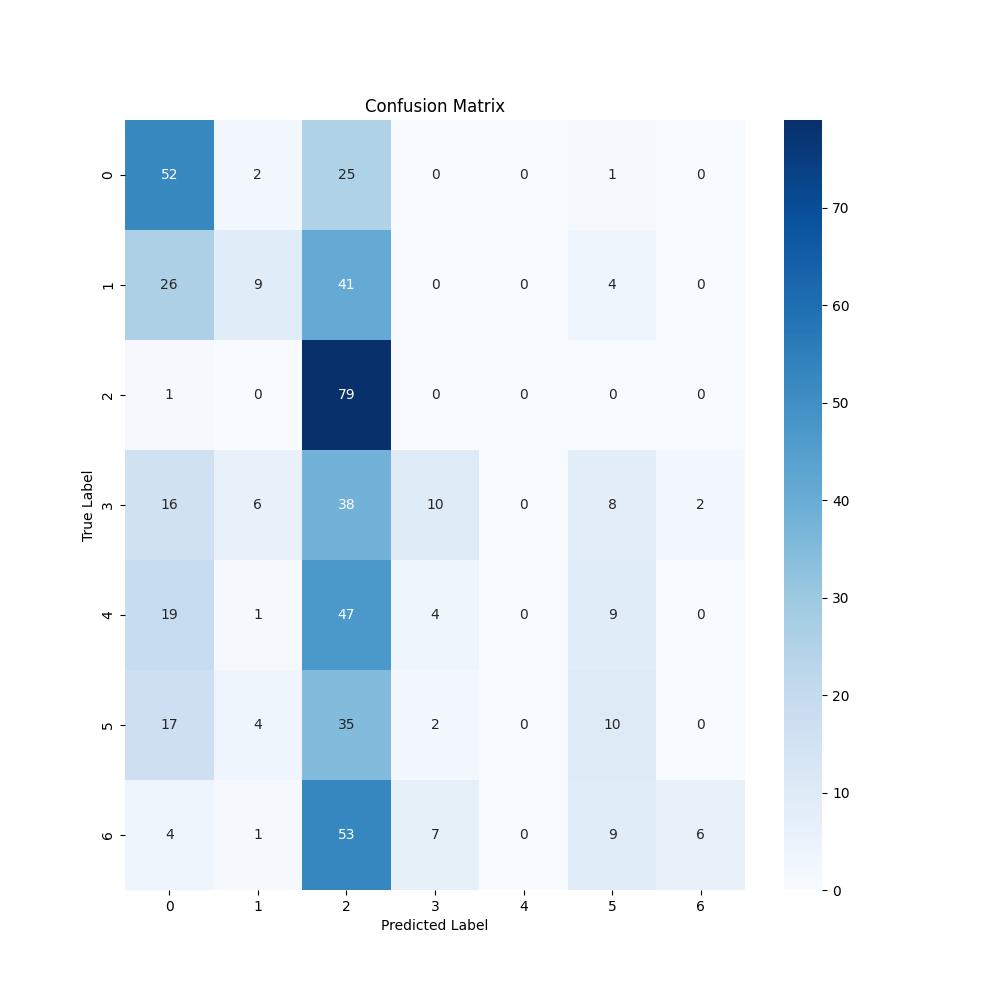 Confusion Matrix
0 52 2 25 0 0 1 0
1 26 9 41 0 0 4 0
2 1 0 79 0 0 0 0
3 16 6 38 10 0 8 2
4 19 1 47 4 0 9 0
5 17 4 35 2 0 10 0
6 4 1 53 7 0 9 6
0 1 2 3 4 5 6
Predicted Label
True Label
70
60
50
40
30
20
10
0